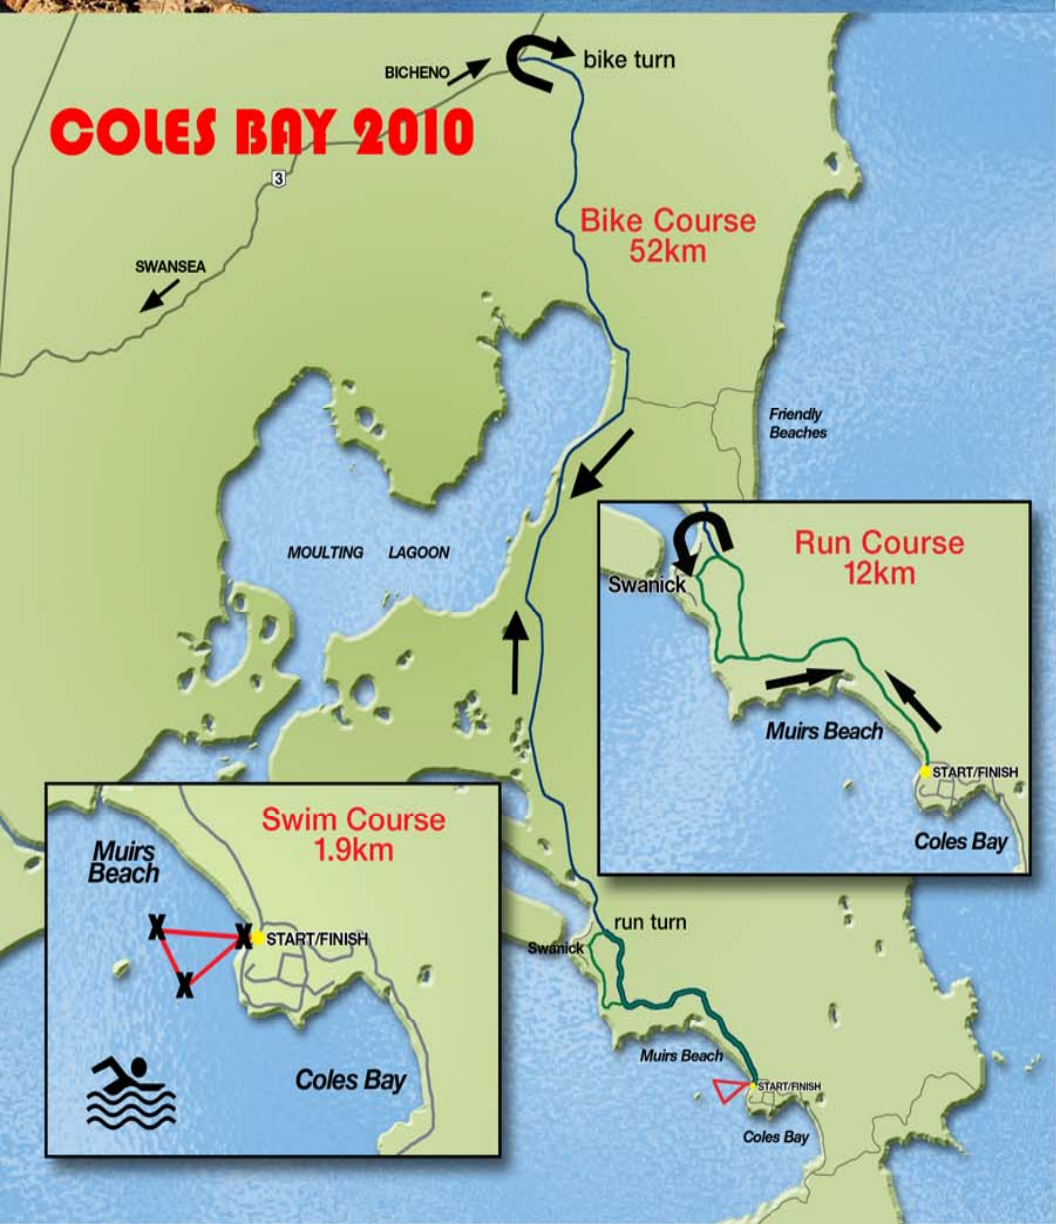 BICHENO
bike turn
COLES BAY 2010
3
Bike Course
52km
SWANSEA
Friendly
Beaches
MOULTING LAGOON
Run Course
12km
Swanick
Muirs Beach
START/FINISH
Coles Bay
Swim Course
1.9km
Muirs
Beach
X
X
X
START/FINISH
Coles Bay
run turn
Swanick
Muirs Beach
START/FINISH
Coles Bay